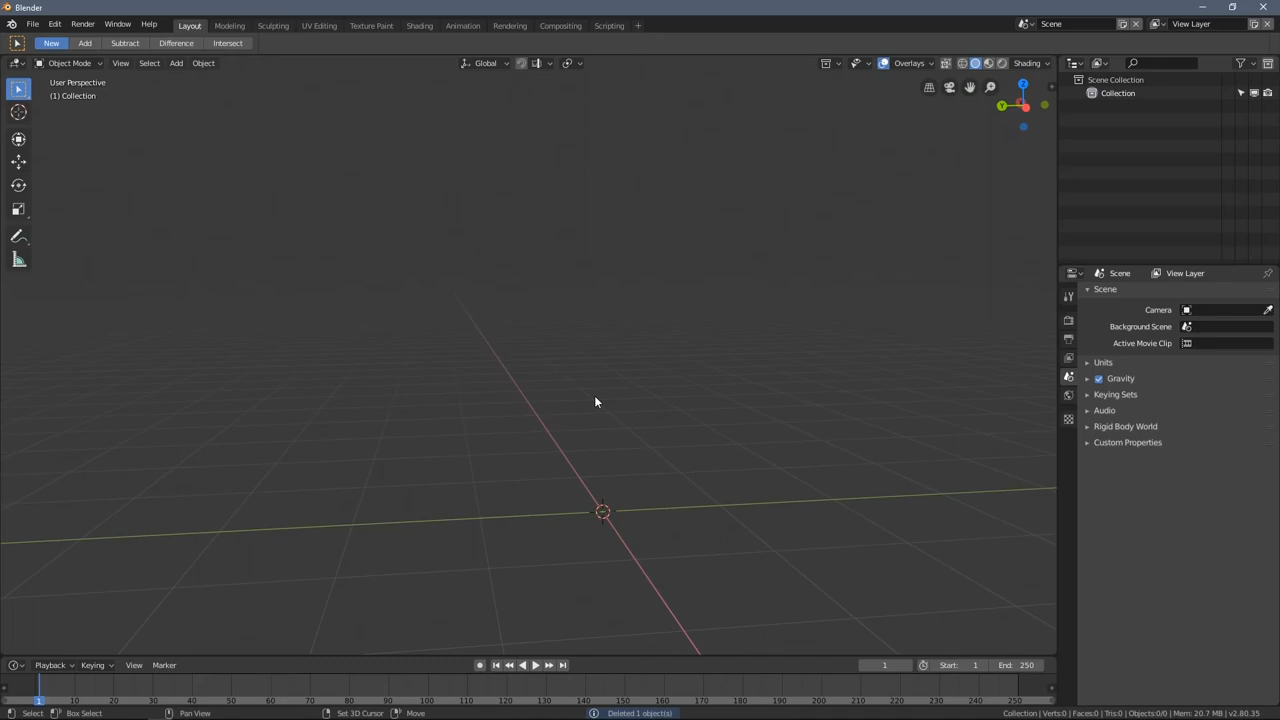 Blender
File Edit Render Window Help Layout Modeling Sculpting UV Editing Texture Paint Shading Animation Rendering Compositing Scripting + Scene View Layer
New Add Subtract Difference Intersect
Object Mode View Select Add Object Global Overlays Shading
User Perspective
(1) Collection
Z
Y
Scene Collection
Collection
Scene View Layer
Scene
Camera
Background Scene
Active Movie Clip
Units
Gravity
Keying Sets
Audio
Rigid Body World
Custom Properties
Playback Keying View Marker 1 Start: 1 End: 250
1 10 20 30 40 50 60 70 80 90 100 110 120 130 140 150 160 170 180 190 200 210 220 230 240 250
Select Box Select Pan View Set 3D Cursor Move Deleted 1 object(s) Collection | Verts:0 | Faces:0 | Tris:0 | Objects:0/0 | Mem: 20.7 MB | v2.80.35